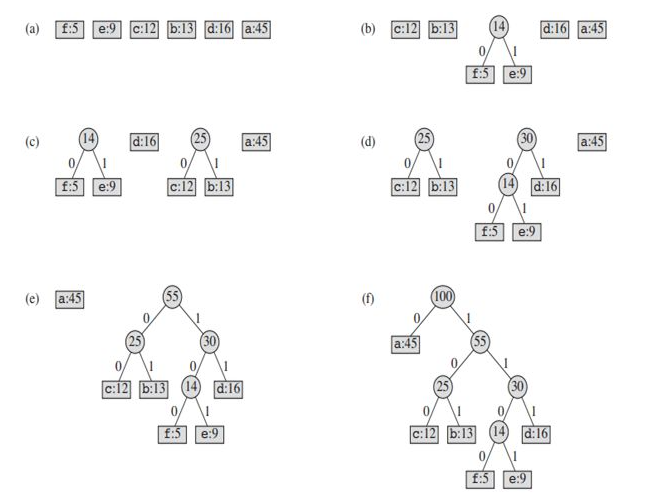 (a) f:5 e:9 c:12 b:13 d:16 a:45
(b) c:12 b:13 14 d:16 a:45
0 1
f:5 e:9
(c) 14 d:16 25 a:45
0 1 0 1
f:5 e:9 c:12 b:13
(d) 25 30 a:45
0 1 0 1
c:12 b:13 14 d:16
0 1
f:5 e:9
(e) a:45 55
0 1
25 30
0 1 0 1
c:12 b:13 14 d:16
0 1
f:5 e:9
(f) 100
0 1
a:45 55
0 1
25 30
0 1 0 1
c:12 b:13 14 d:16
0 1
f:5 e:9